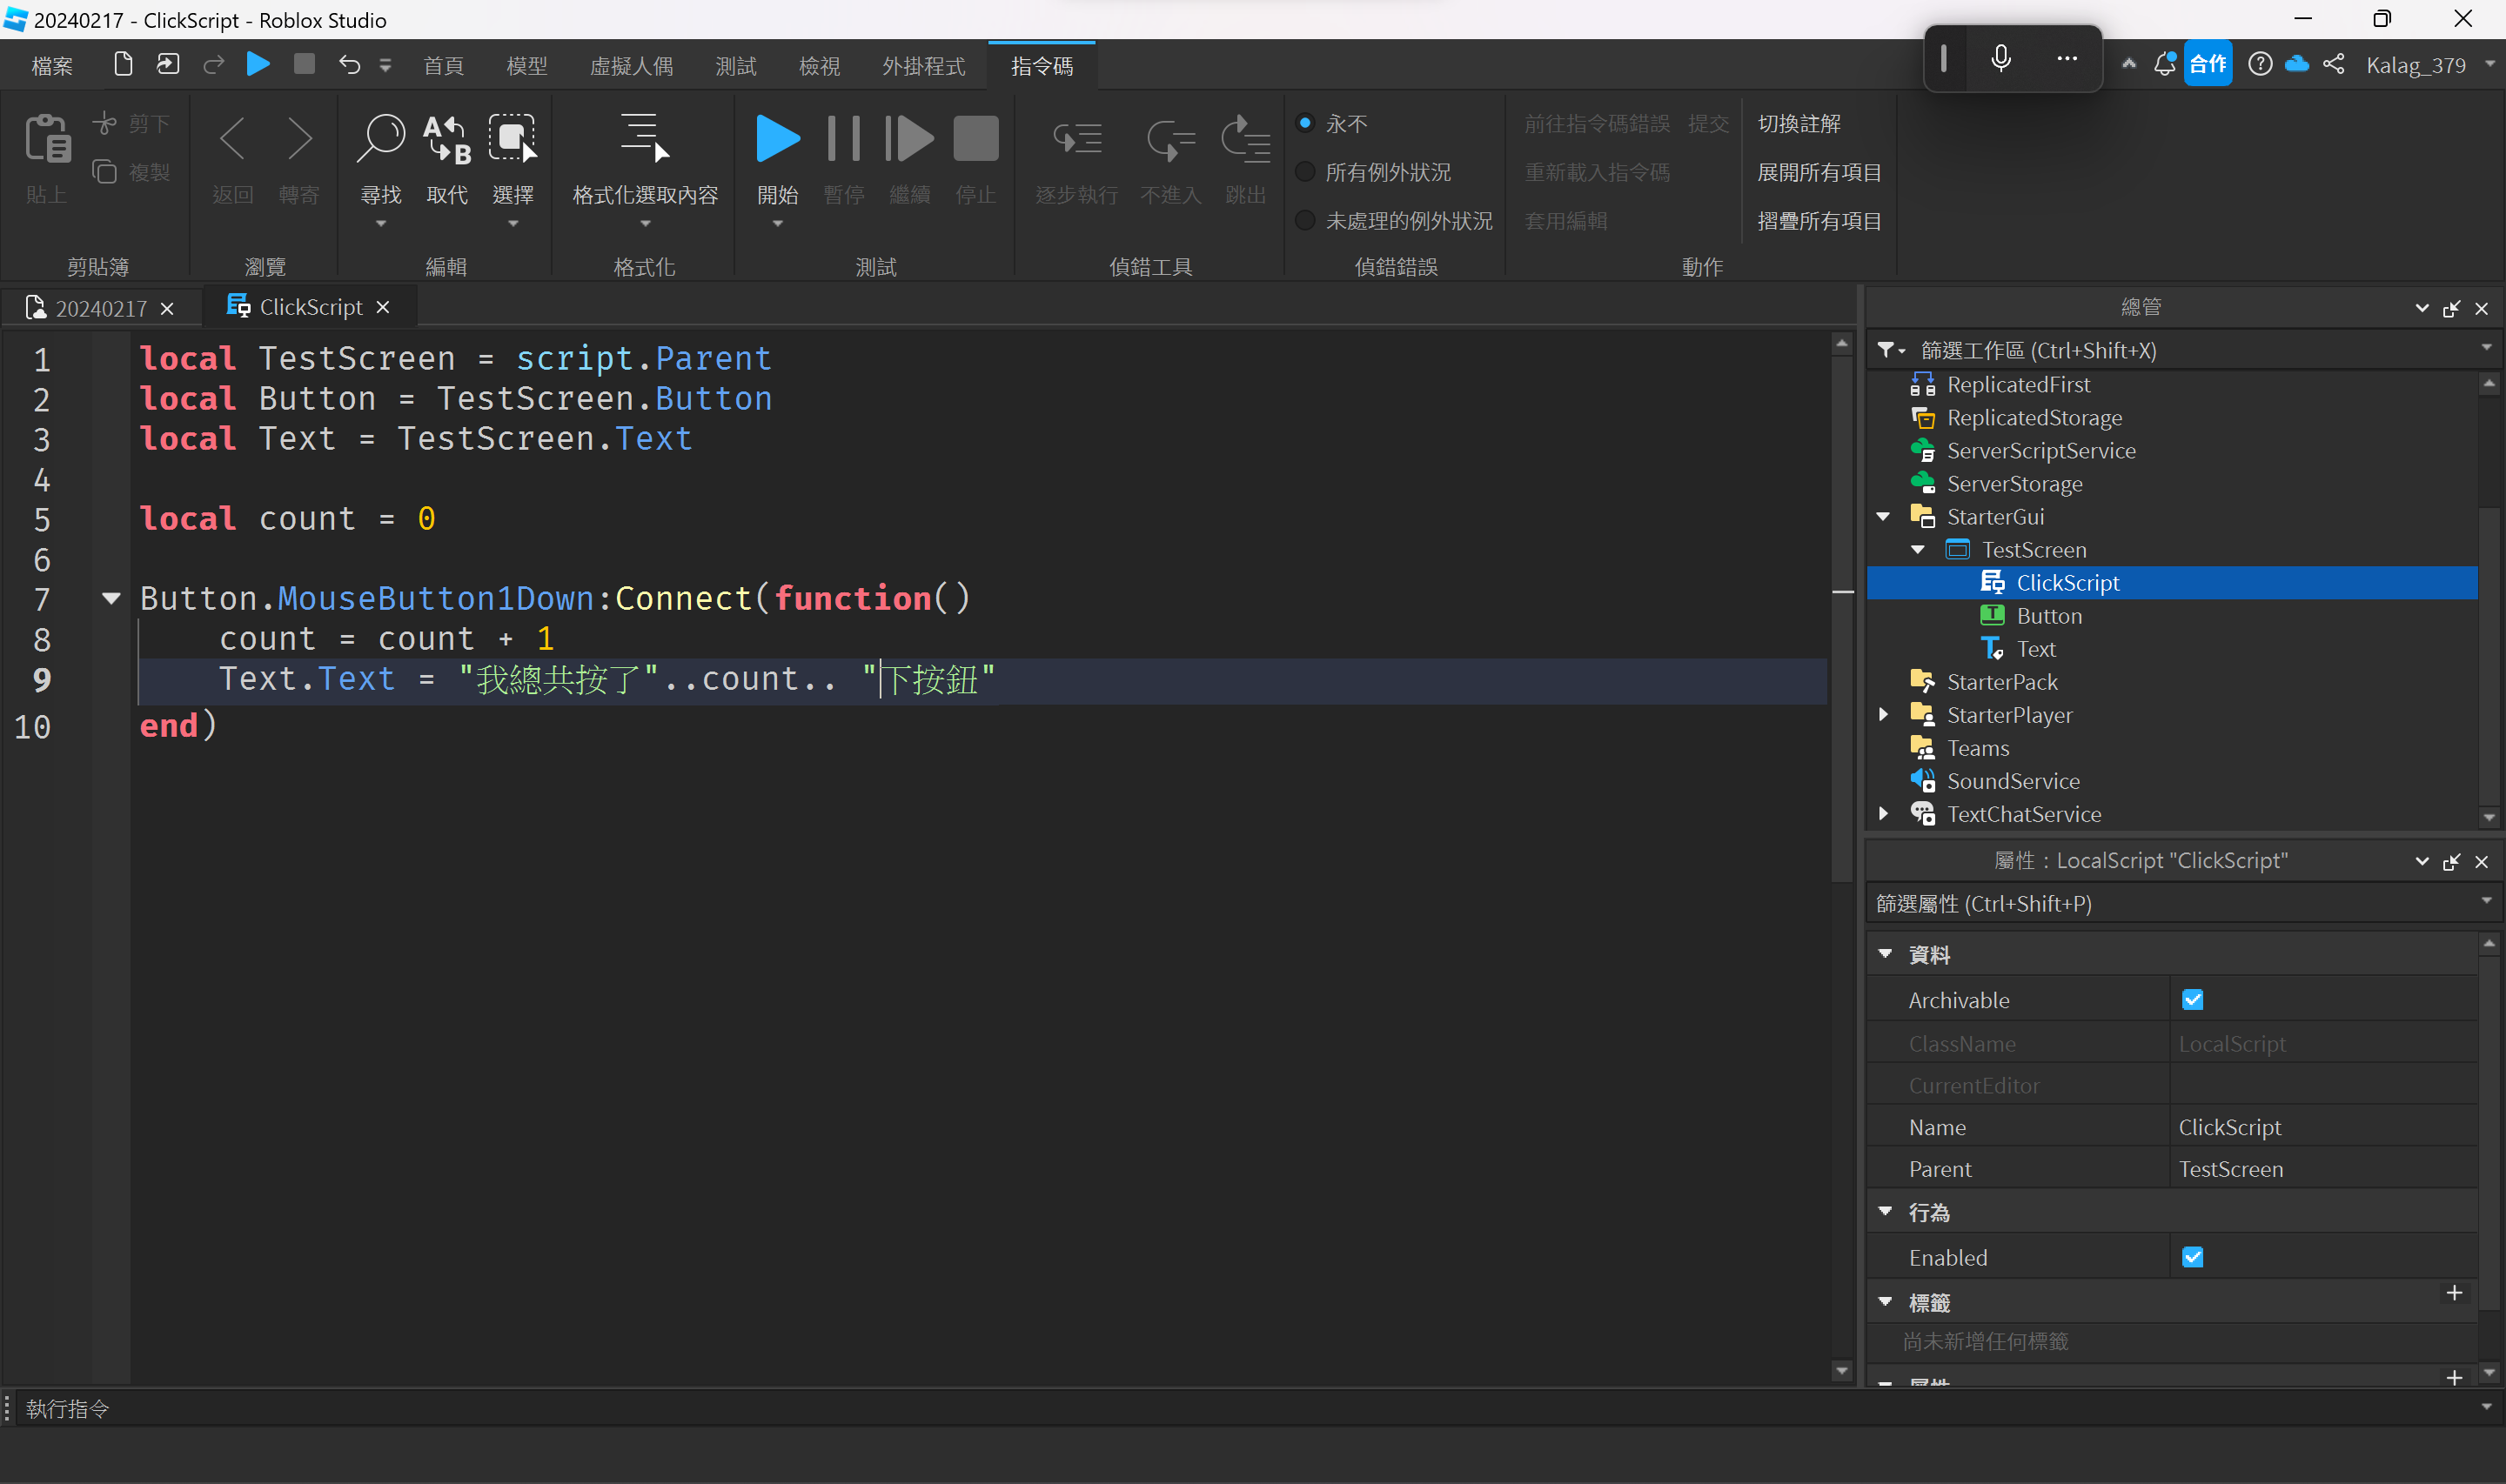 20240217 - ClickScript - Roblox Studio
檔案
首頁
模型
虛擬人偶
測試
檢視
外掛程式
指令碼
合作
Kalag_379
貼上
剪下
複製
剪貼簿
返回
轉寄
瀏覽
尋找
取代
選擇
編輯
格式化選取內容
格式化
開始
暫停
繼續
停止
測試
逐步執行
不進入
跳出
偵錯工具
永不
所有例外狀況
未處理的例外狀況
偵錯錯誤
前往指令碼錯誤
提交
重新載入指令碼
套用編輯
切換註解
展開所有項目
摺疊所有項目
動作
20240217
ClickScript
1 local TestScreen = script.Parent
2 local Button = TestScreen.Button
3 local Text = TestScreen.Text
4
5 local count = 0
6
7 Button.MouseButton1Down:Connect(function()
8 count = count + 1
9 Text.Text = "我總共按了"..count.. "下按鈕"
10 end)
總管
篩選工作區 (Ctrl+Shift+X)
ReplicatedFirst
ReplicatedStorage
ServerScriptService
ServerStorage
StarterGui
TestScreen
ClickScript
Button
Text
StarterPack
StarterPlayer
Teams
SoundService
TextChatService
屬性：LocalScript "ClickScript"
篩選屬性 (Ctrl+Shift+P)
資料
Archivable
ClassName LocalScript
CurrentEditor
Name ClickScript
Parent TestScreen
行為
Enabled
標籤
尚未新增任何標籤
屬性
執行指令